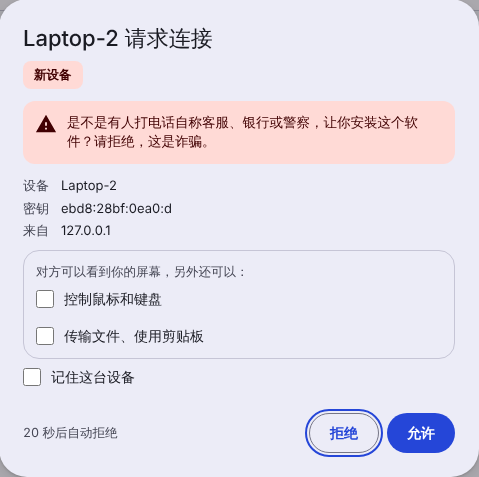 Laptop-2 请求连接
新设备
是不是有人打电话自称客服、银行或警察，让你安装这个软
件？请拒绝，这是诈骗。
设备 Laptop-2
密钥 ebd8:28bf:0ea0:d
来自 127.0.0.1
对方可以看到你的屏幕，另外还可以：
控制鼠标和键盘
传输文件、使用剪贴板
记住这台设备
20 秒后自动拒绝
拒绝
允许